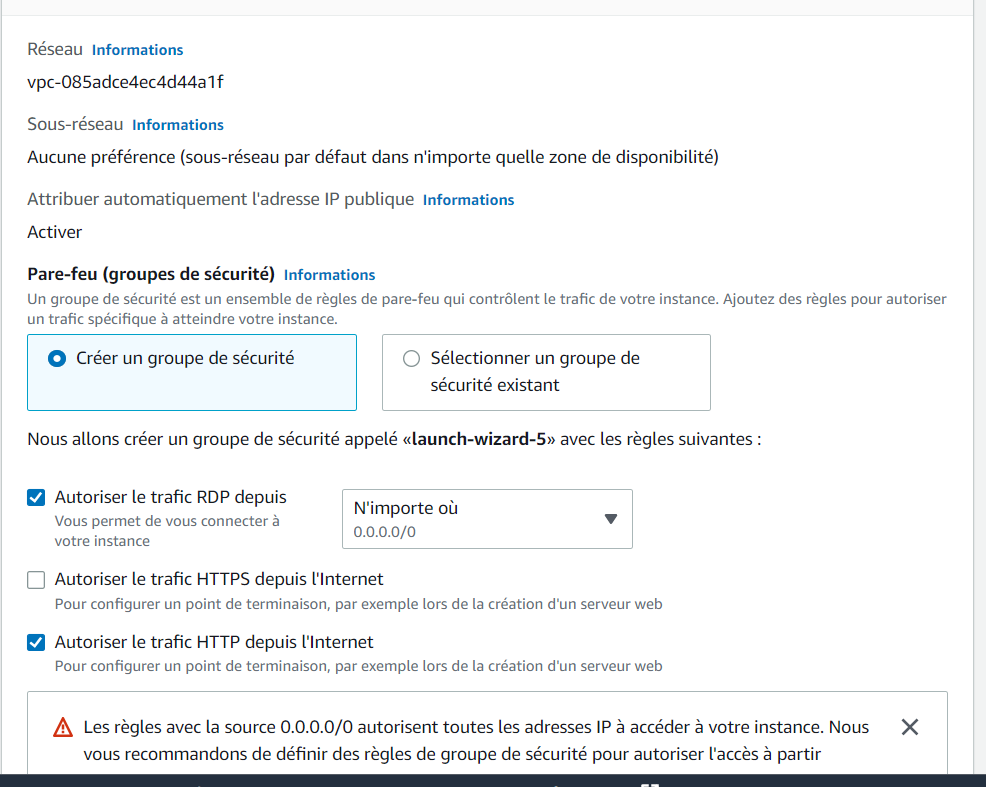 Réseau Informations
vpc-085adce4ec4d44a1f
Sous-réseau Informations
Aucune préférence (sous-réseau par défaut dans n'importe quelle zone de disponibilité)
Attribuer automatiquement l'adresse IP publique Informations
Activer
Pare-feu (groupes de sécurité) Informations
Un groupe de sécurité est un ensemble de règles de pare-feu qui contrôlent le trafic de votre instance. Ajoutez des règles pour autoriser
un trafic spécifique à atteindre votre instance.
Créer un groupe de sécurité
Sélectionner un groupe de
sécurité existant
Nous allons créer un groupe de sécurité appelé «launch-wizard-5» avec les règles suivantes :
Autoriser le trafic RDP depuis
Vous permet de vous connecter à
votre instance
N'importe où
0.0.0.0/0
Autoriser le trafic HTTPS depuis l'Internet
Pour configurer un point de terminaison, par exemple lors de la création d'un serveur web
Autoriser le trafic HTTP depuis l'Internet
Pour configurer un point de terminaison, par exemple lors de la création d'un serveur web
Les règles avec la source 0.0.0.0/0 autorisent toutes les adresses IP à accéder à votre instance. Nous
vous recommandons de définir des règles de groupe de sécurité pour autoriser l'accès à partir